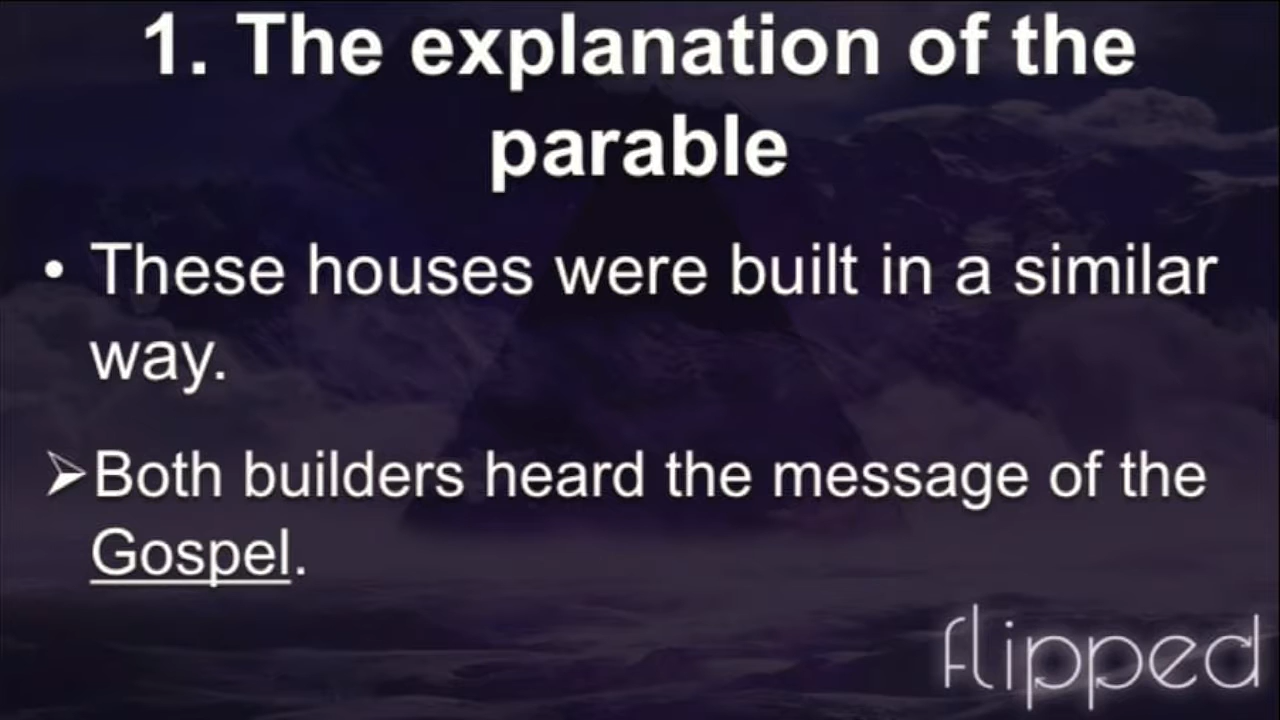 1. The explanation of the
parable
• These houses were built in a similar
way.
➢Both builders heard the message of the
Gospel.
flipped